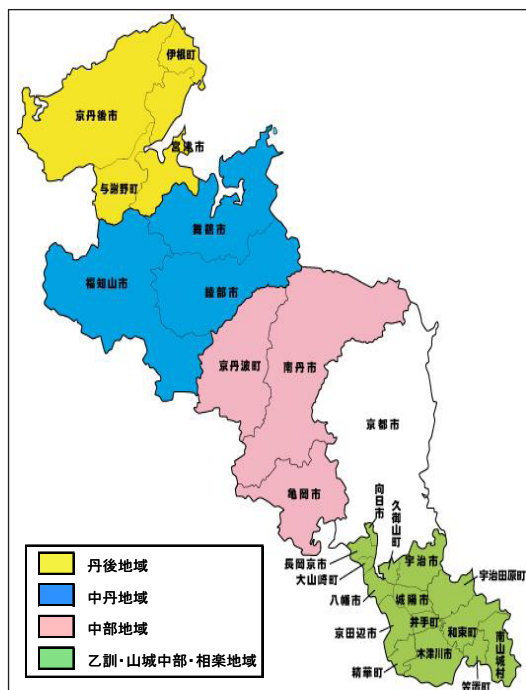 伊根町
京丹後市
宮津市
与謝野町
舞鶴市
福知山市
綾部市
京丹波町
南丹市
京都市
亀岡市
向日市
久御山町
長岡京市
大山崎町
宇治市
宇治田原町
八幡市
城陽市
井手町
京田辺市
和束町
南山城村
木津川市
精華町
笠置町
丹後地域
中丹地域
中部地域
乙訓・山城中部・相楽地域